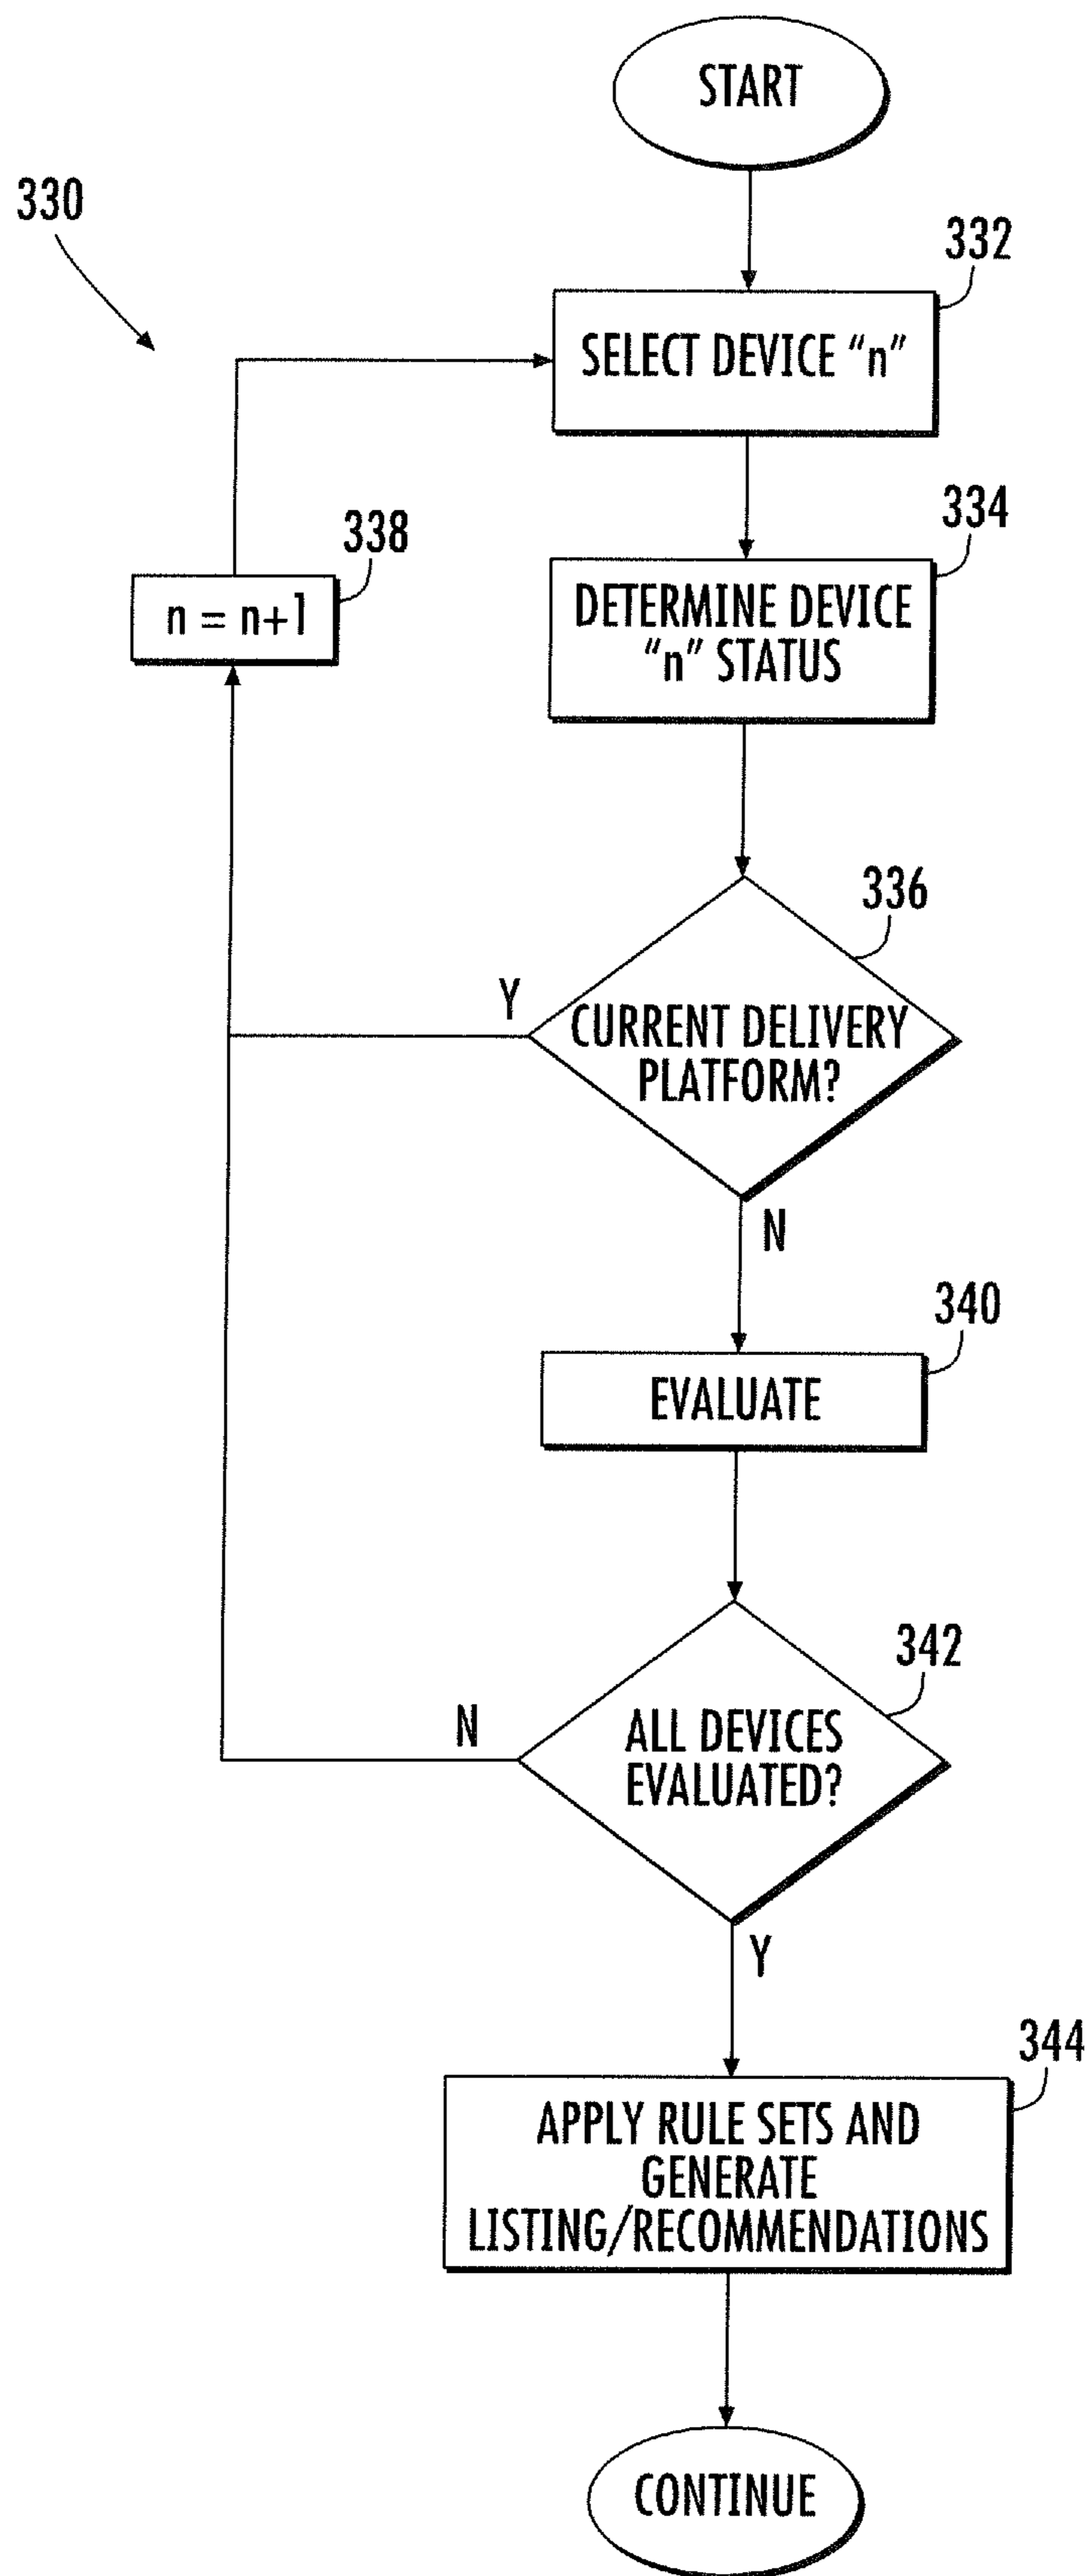 START
330
332
SELECT DEVICE “n”
334
338
n = n+1
DETERMINE DEVICE
“n” STATUS
336
Y
CURRENT DELIVERY
PLATFORM?
N
340
EVALUATE
342
N
ALL DEVICES
EVALUATED?
Y
344
APPLY RULE SETS AND
GENERATE
LISTING/RECOMMENDATIONS
CONTINUE